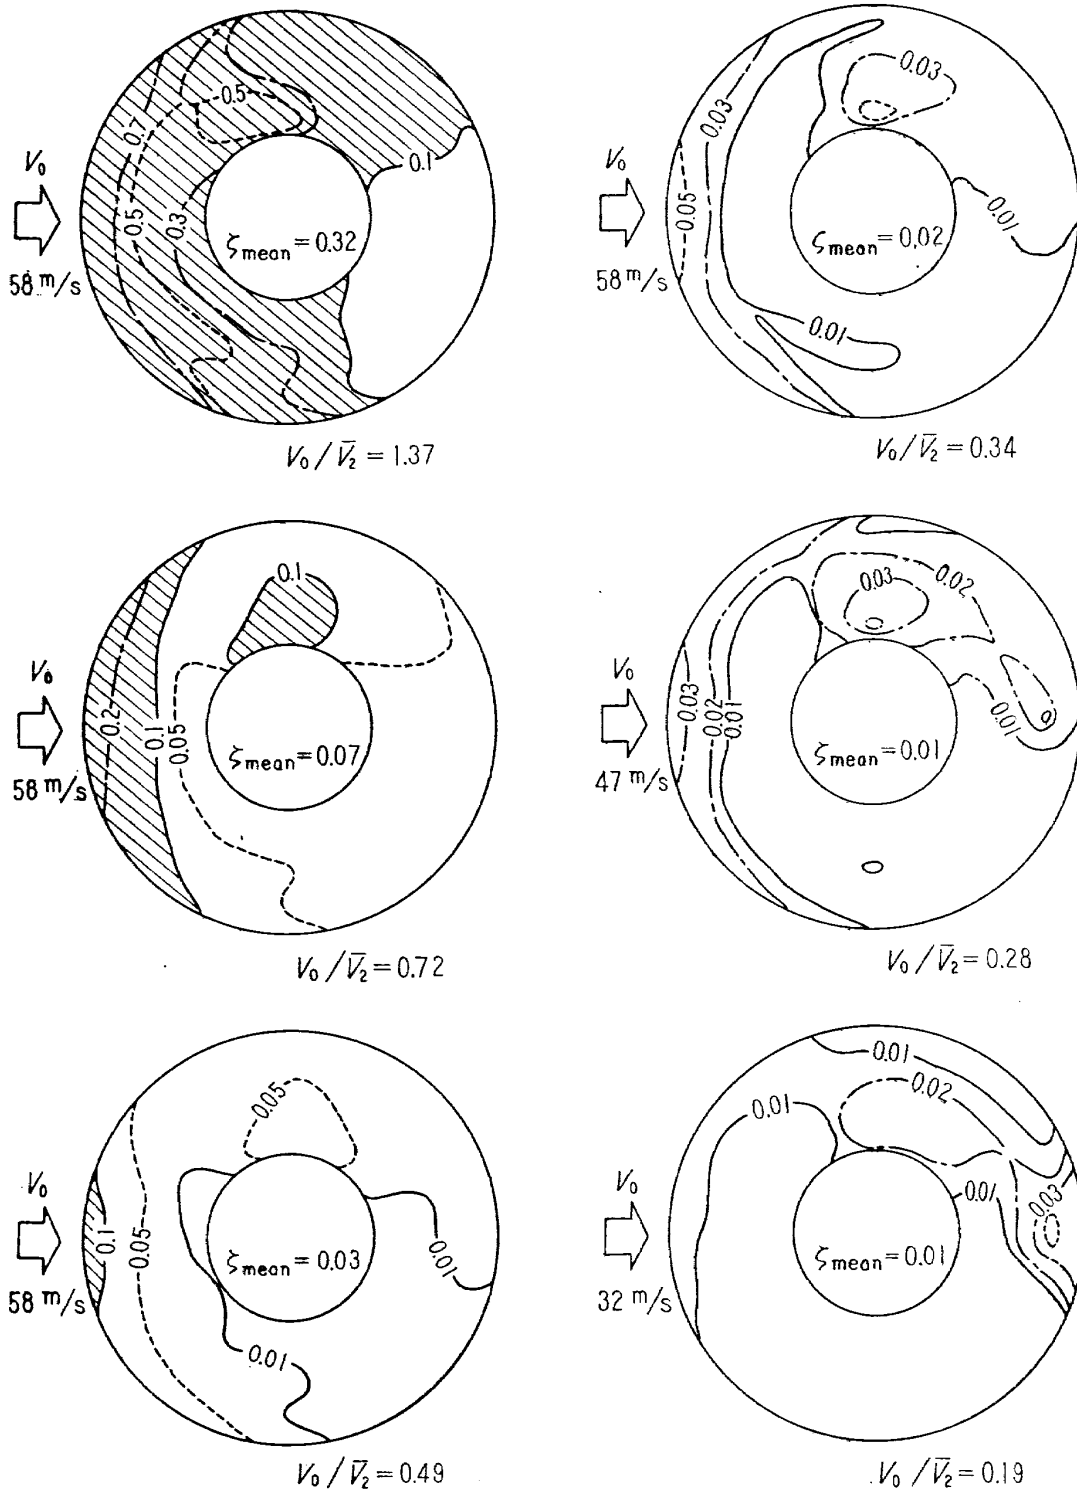 V₀
58 m/s
0.7
0.5
0.5
0.3
0.1
ζmean = 0.32
V₀ / V̄₂ = 1.37
V₀
58 m/s
0.03
0.03
0.05
0.01
0.01
ζmean = 0.02
V₀ / V̄₂ = 0.34
V₀
58 m/s
0.1
0.2
0.1
0.05
ζmean = 0.07
V₀ / V̄₂ = 0.72
V₀
47 m/s
0.03
0.02
0.03
0.02
0.01
0.01
ζmean = 0.01
V₀ / V̄₂ = 0.28
V₀
58 m/s
0.05
0.1
0.05
0.01
0.01
ζmean = 0.03
V₀ / V̄₂ = 0.49
V₀
32 m/s
0.01
0.02
0.01
0.01
0.03
ζmean = 0.01
V₀ / V̄₂ = 0.19